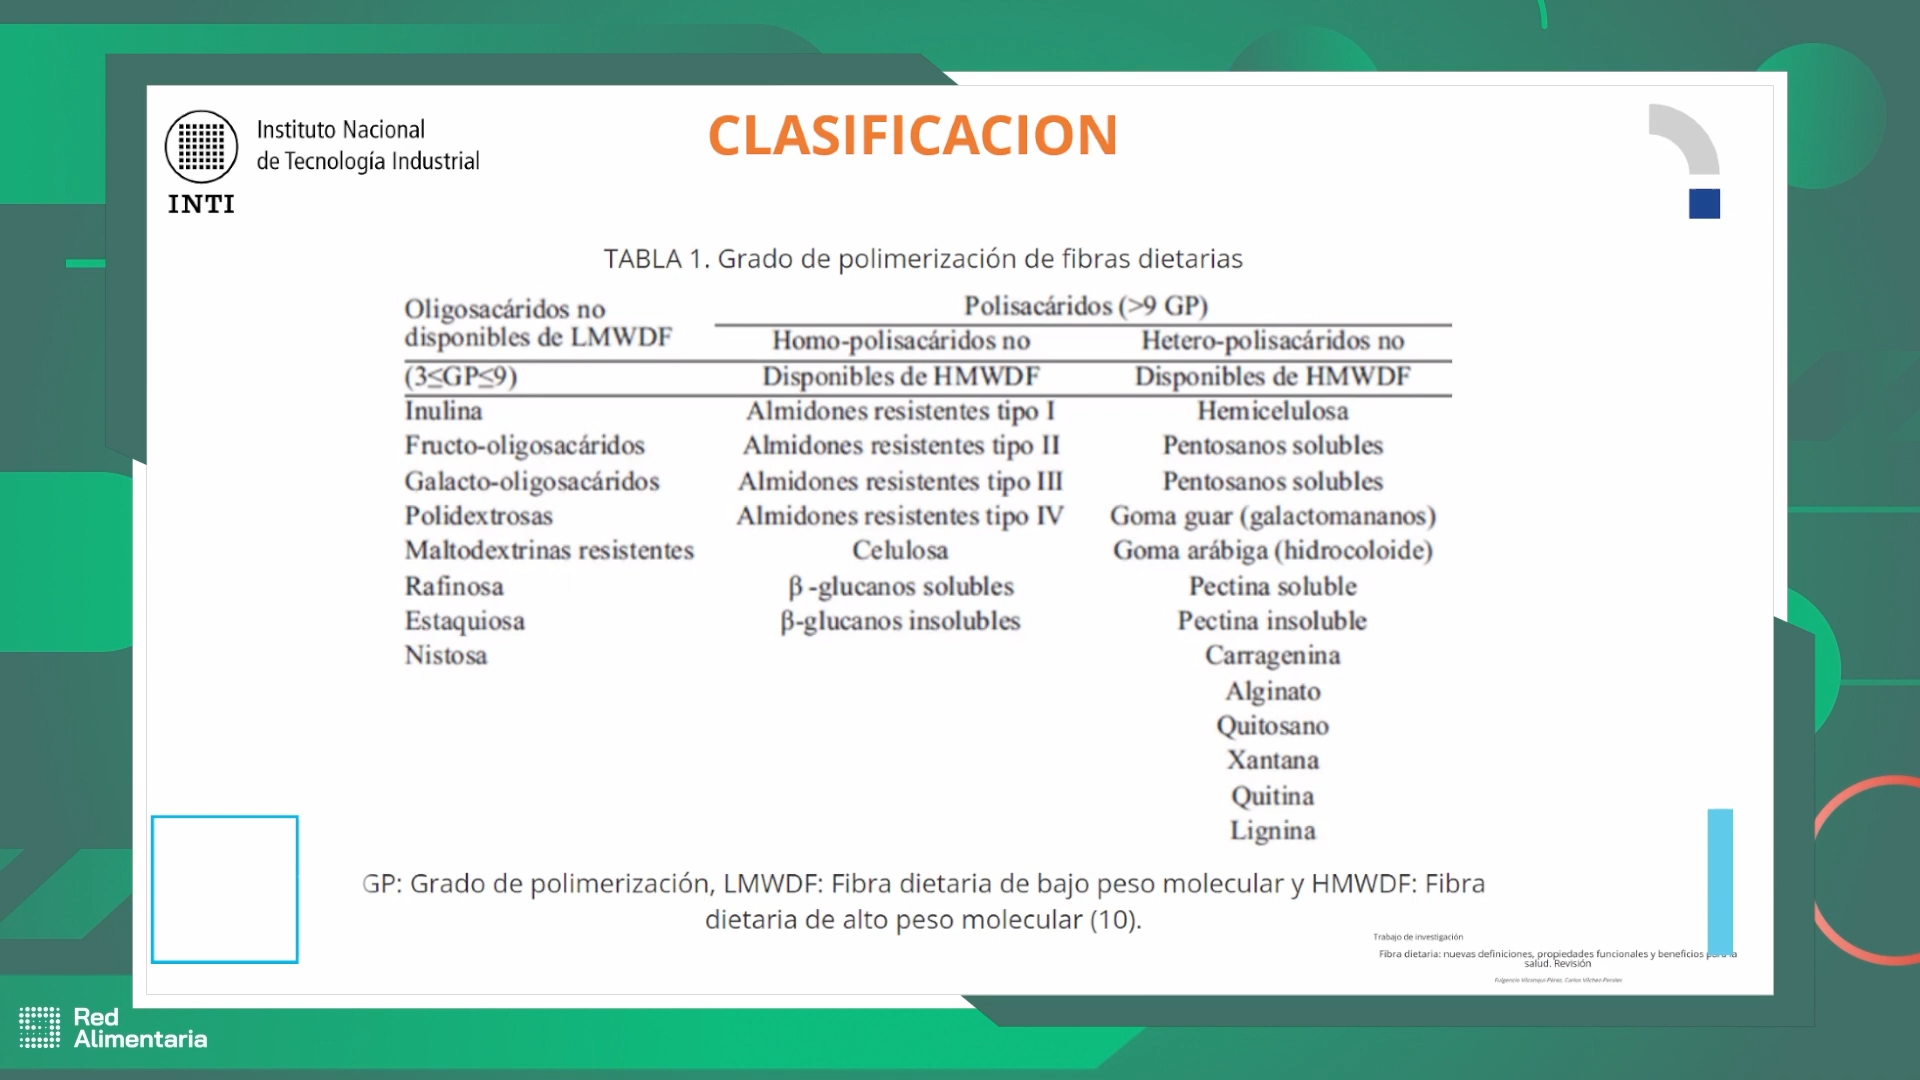 Instituto Nacional
de Tecnología Industrial
INTI
CLASIFICACION
TABLA 1. Grado de polimerización de fibras dietarias
Oligosacáridos no
disponibles de LMWDF
Polisacáridos (>9 GP)
Homo-polisacáridos no Hetero-polisacáridos no
(3≤GP≤9) Disponibles de HMWDF Disponibles de HMWDF
Inulina Almidones resistentes tipo I Hemicelulosa
Fructo-oligosacáridos Almidones resistentes tipo II Pentosanos solubles
Galacto-oligosacáridos Almidones resistentes tipo III Pentosanos solubles
Polidextrosas Almidones resistentes tipo IV Goma guar (galactomananos)
Maltodextrinas resistentes Celulosa Goma arábiga (hidrocoloide)
Rafinosa β -glucanos solubles Pectina soluble
Estaquiosa β-glucanos insolubles Pectina insoluble
Nistosa Carragenina
Alginato
Quitosano
Xantana
Quitina
Lignina
GP: Grado de polimerización, LMWDF: Fibra dietaria de bajo peso molecular y HMWDF: Fibra
dietaria de alto peso molecular (10).
Trabajo de investigación
Fibra dietaria: nuevas definiciones, propiedades funcionales y beneficios para la
salud. Revisión
Red
Alimentaria